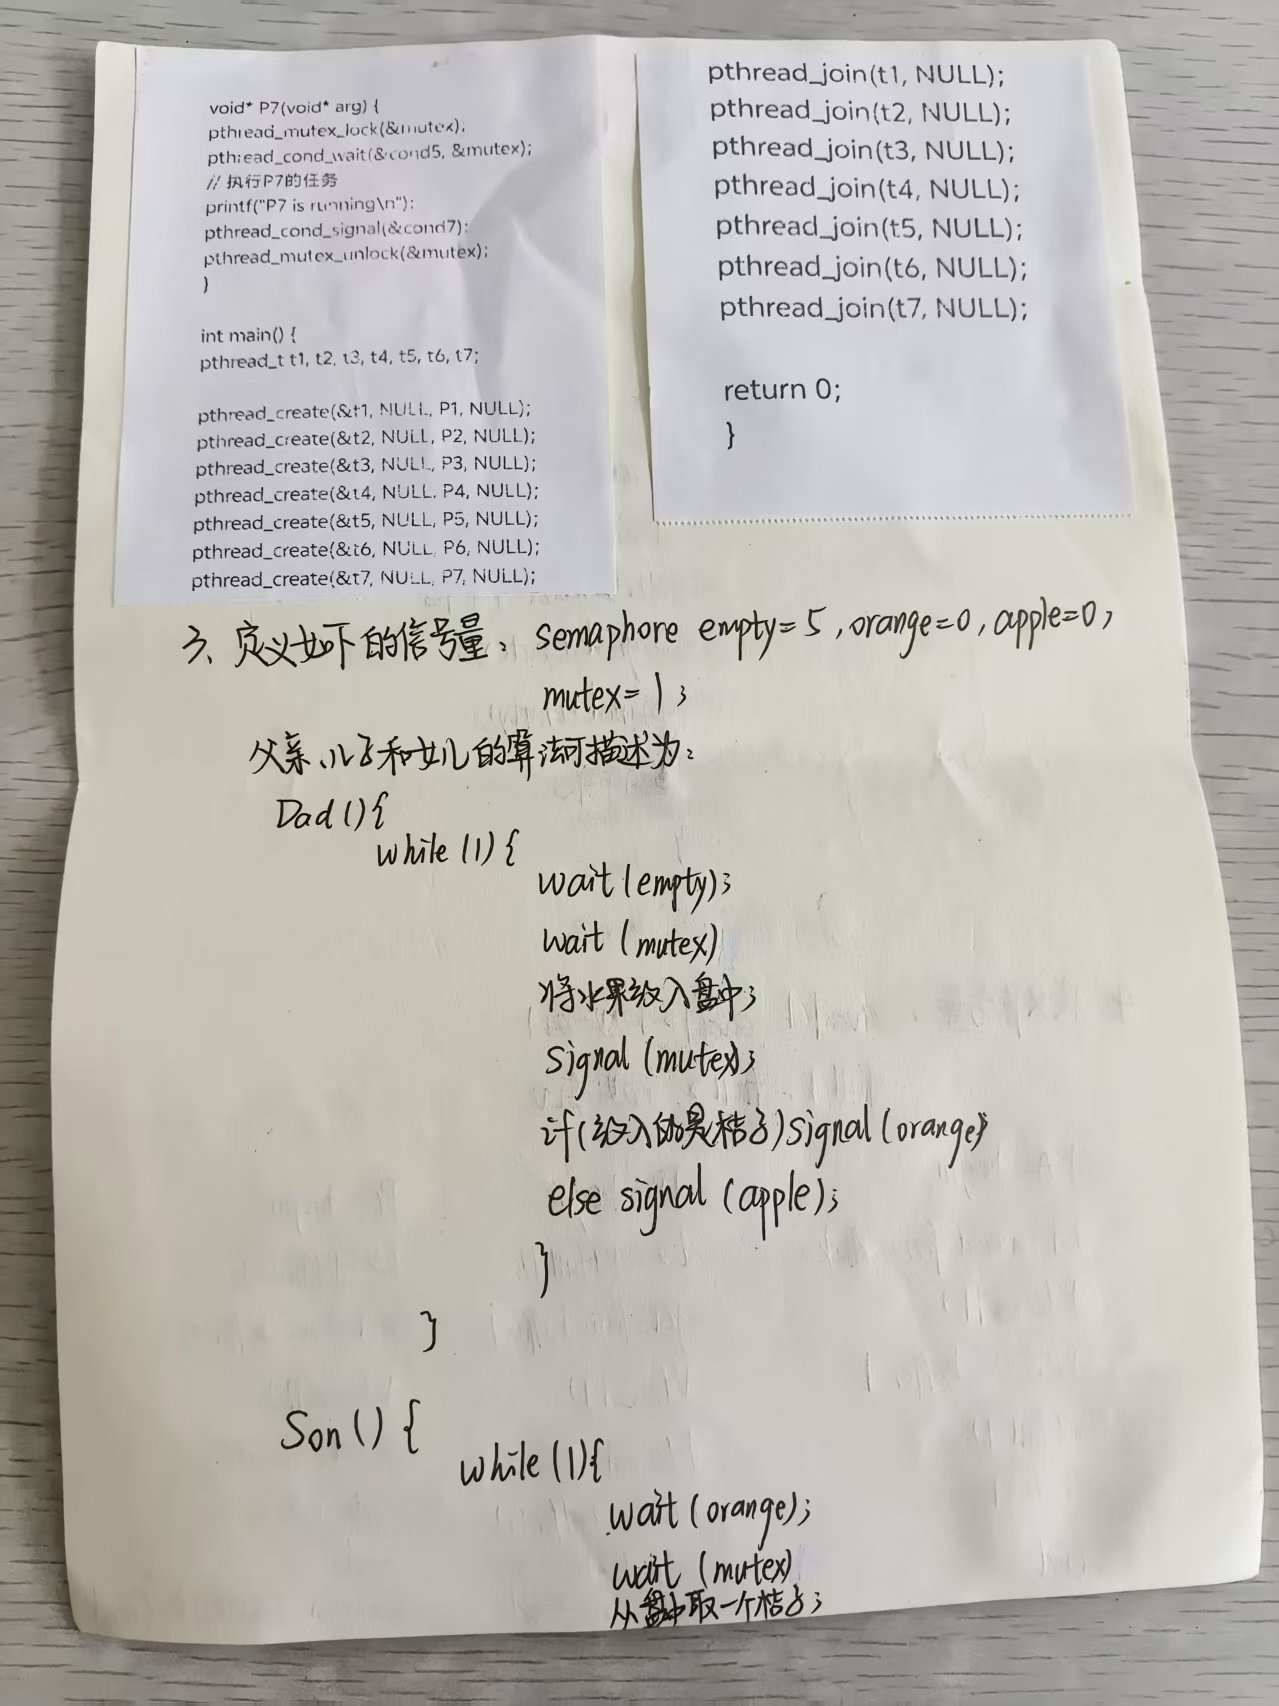 void* P7(void* arg) {
pthread_mutex_lock(&mutex);
pthread_cond_wait(&cond5, &mutex);
// 执行P7的任务
printf("P7 is running\n");
pthread_cond_signal(&cond7);
pthread_mutex_unlock(&mutex);
}
int main() {
pthread_t t1, t2, t3, t4, t5, t6, t7;
pthread_create(&t1, NULL, P1, NULL);
pthread_create(&t2, NULL, P2, NULL);
pthread_create(&t3, NULL, P3, NULL);
pthread_create(&t4, NULL, P4, NULL);
pthread_create(&t5, NULL, P5, NULL);
pthread_create(&t6, NULL, P6, NULL);
pthread_create(&t7, NULL, P7, NULL);
pthread_join(t1, NULL);
pthread_join(t2, NULL);
pthread_join(t3, NULL);
pthread_join(t4, NULL);
pthread_join(t5, NULL);
pthread_join(t6, NULL);
pthread_join(t7, NULL);
return 0;
}
3、定义如下的信号量: semaphore empty=5,orange=0,apple=0;
mutex=1;
父亲、儿子和女儿的算法可描述为:
Dad(){
while(1){
wait(empty);
wait(mutex)
将水果放入盘中;
signal(mutex);
if(放入的是桔子)signal(orange)
else signal(apple);
}
}
Son(){
while(1){
wait(orange);
wait(mutex)
从盘中取一个桔子;